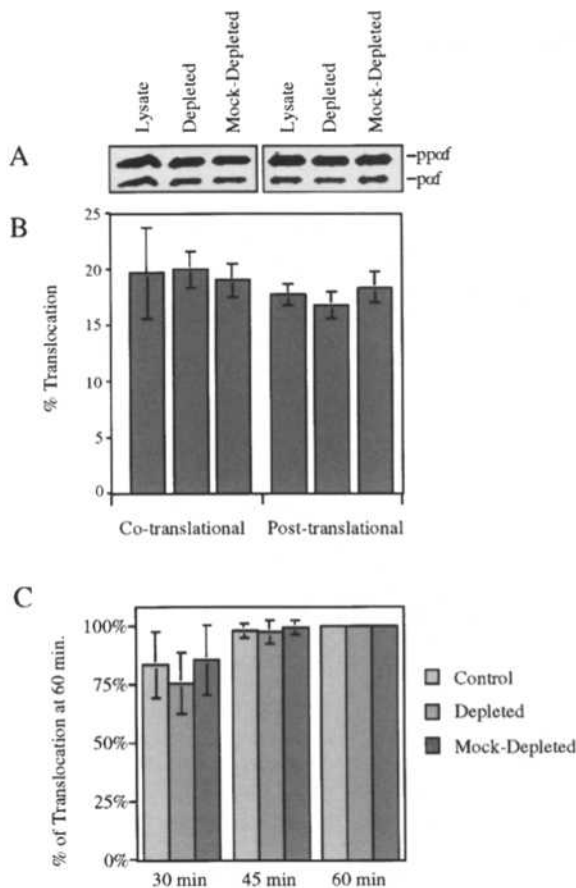 Lysate
Depleted
Mock-Depleted
Lysate
Depleted
Mock-Depleted
A
–ppαf
–pαf
B
% Translocation
25
20
15
10
5
0
Co-translational
Post-translational
C
% of Translocation at 60 min.
100%
75%
50%
25%
0%
30 min
45 min
60 min
Control
Depleted
Mock-Depleted